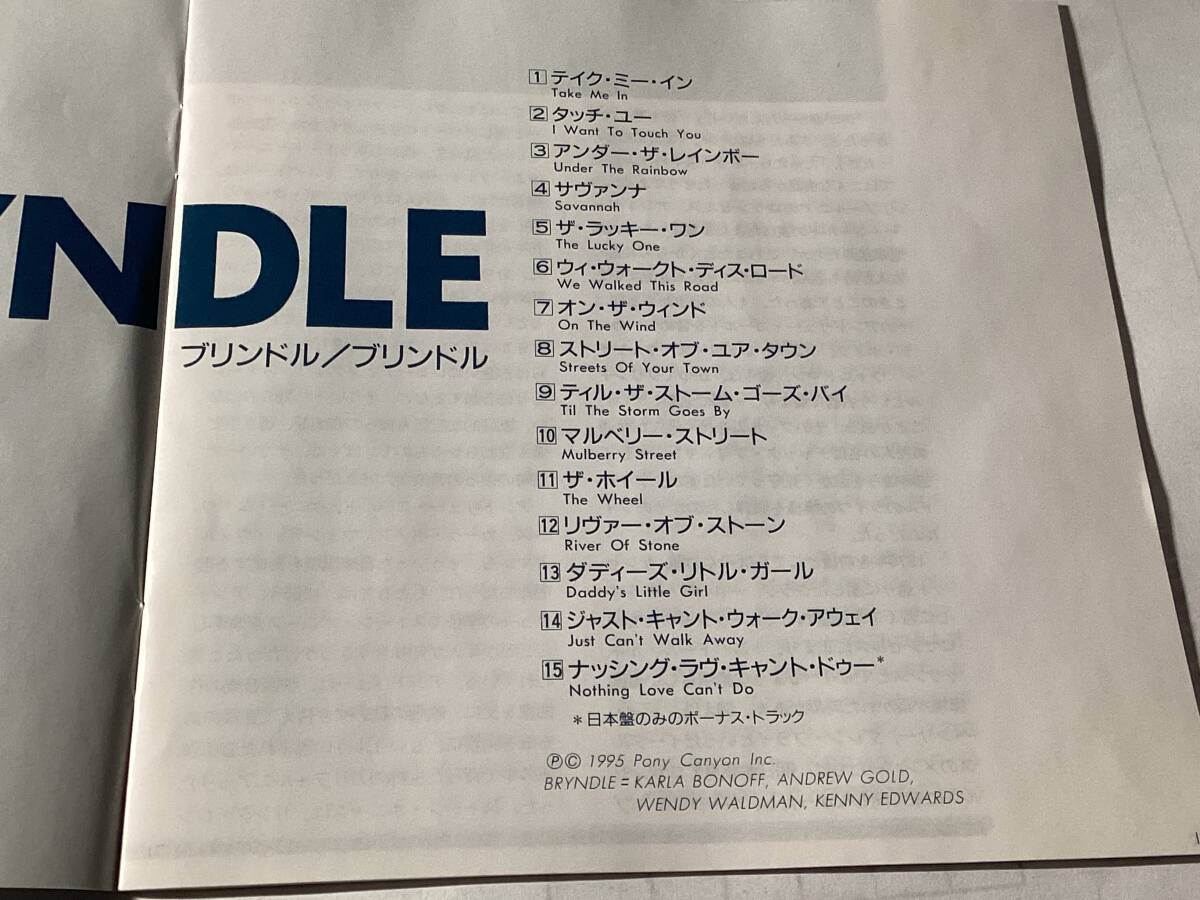 YNDLE
ブリンドル/ブリンドル
1 テイク・ミー・イン
Take Me In
2 タッチ・ユー
I Want To Touch You
3 アンダー・ザ・レインボー
Under The Rainbow
4 サヴァンナ
Savannah
5 ザ・ラッキー・ワン
The Lucky One
6 ウィ・ウォークト・ディス・ロード
We Walked This Road
7 オン・ザ・ウィンド
On The Wind
8 ストリート・オブ・ユア・タウン
Streets Of Your Town
9 ティル・ザ・ストーム・ゴーズ・バイ
Til The Storm Goes By
10 マルベリー・ストリート
Mulberry Street
11 ザ・ホイール
The Wheel
12 リヴァー・オブ・ストーン
River Of Stone
13 ダディーズ・リトル・ガール
Daddy's Little Girl
14 ジャスト・キャント・ウォーク・アウェイ
Just Can't Walk Away
15 ナッシング・ラヴ・キャント・ドゥー*
Nothing Love Can't Do
*日本盤のみのボーナス・トラック
ⓅⒸ 1995 Pony Canyon Inc.
BRYNDLE = KARLA BONOFF, ANDREW GOLD,
WENDY WALDMAN, KENNY EDWARDS